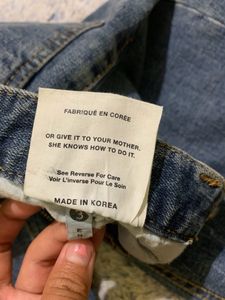 FABRIQUÉ EN CORÉE
OR GIVE IT TO YOUR MOTHER.
SHE KNOWS HOW TO DO IT.
See Reverse For Care
Voir L'inverse Pour Le Soin
MADE IN KOREA
3